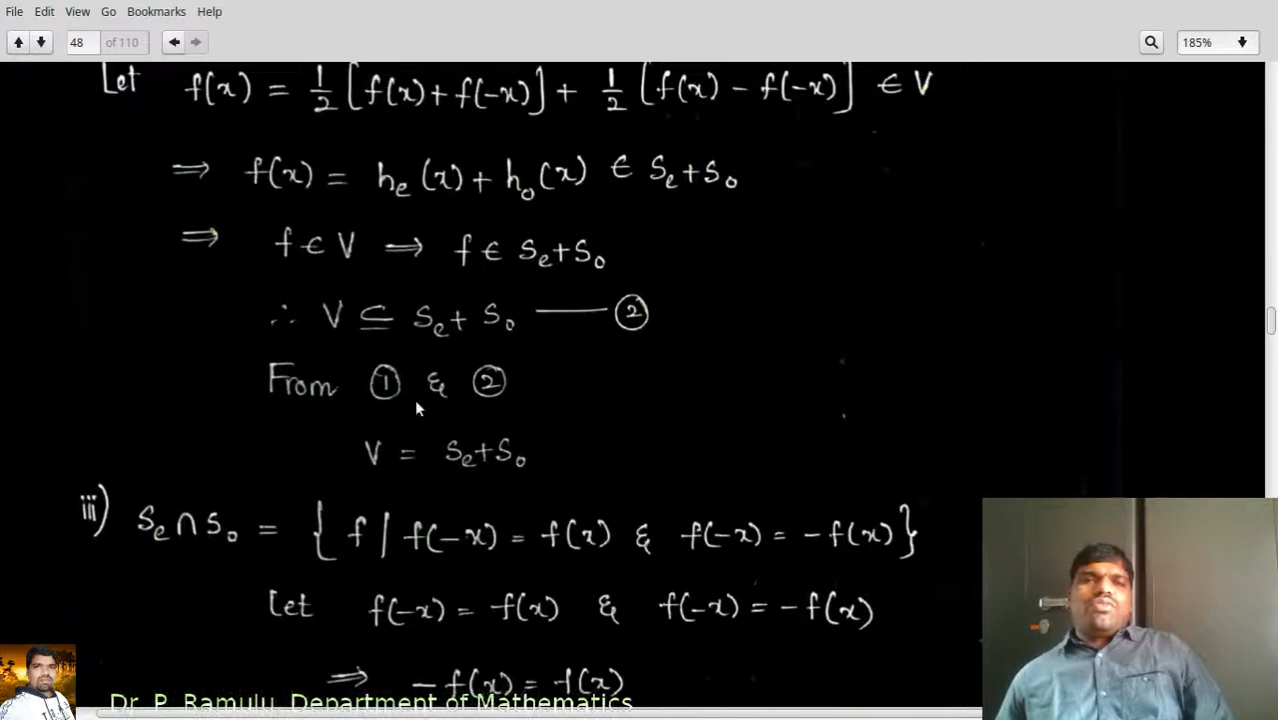 File Edit View Go Bookmarks Help
48 of 110 185%
Let f(x) = 1/2 [f(x) + f(-x)] + 1/2 [f(x) - f(-x)] ∈ V
⟹ f(x) = h_e(x) + h_o(x) ∈ S_e + S_o
⟹ f ∈ V ⟹ f ∈ S_e + S_o
∴ V ⊆ S_e + S_o —— ②
From ① & ②
V = S_e + S_o
iii) S_e ∩ S_o = { f / f(-x) = f(x) & f(-x) = -f(x) }
Let f(-x) = f(x) & f(-x) = -f(x)
⟹ -f(x) = f(x)
Dr. P. Ramulu, Department of Mathematics